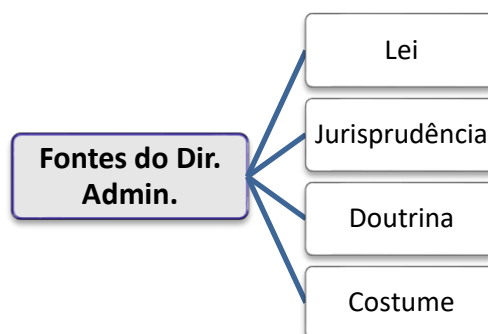 Fontes do Dir.
Admin.
Lei
Jurisprudência
Doutrina
Costume